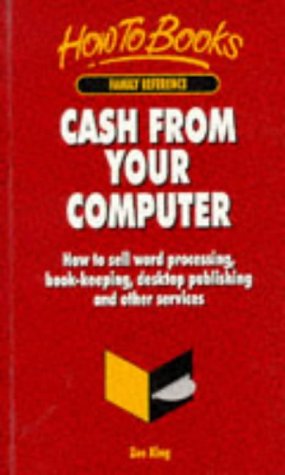 How To Books
FAMILY REFERENCE
CASH FROM
YOUR
COMPUTER
How to sell word processing,
book-keeping, desktop publishing
and other services
Zoe King